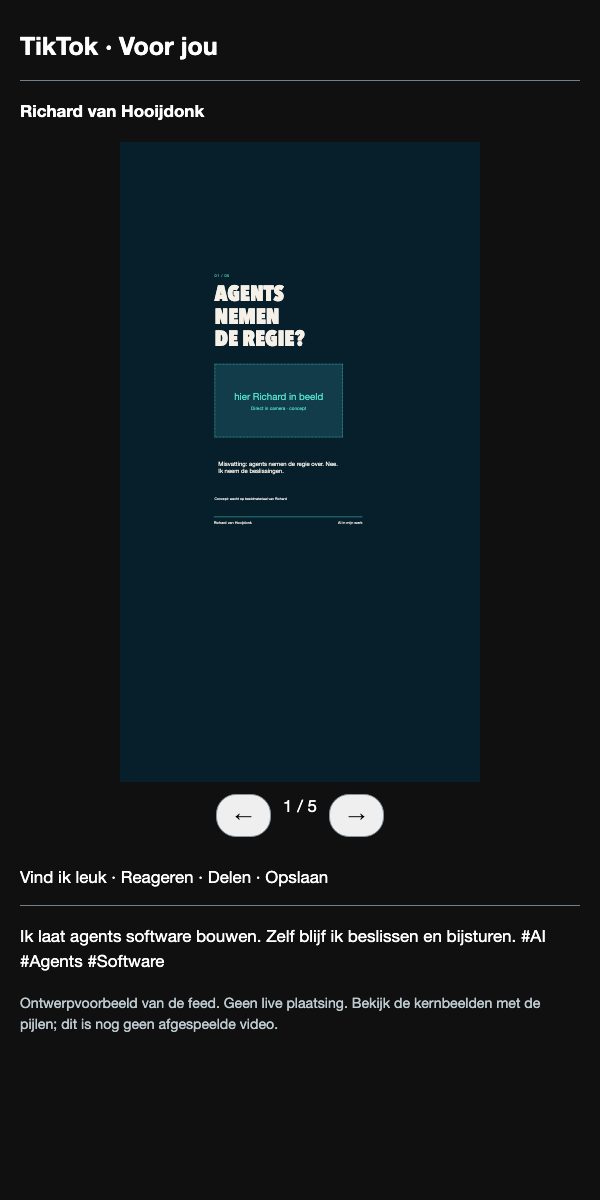 TikTok · Voor jou
Richard van Hooijdonk
01 / 05
AGENTS
NEMEN
DE REGIE?
hier Richard in beeld
Direct in camera · concept
Misvatting: agents nemen de regie over. Nee.
Ik neem de beslissingen.
Concept: wacht op beeldmateriaal van Richard
Richard van Hooijdonk
AI in mijn werk
←
1 / 5
→
Vind ik leuk · Reageren · Delen · Opslaan
Ik laat agents software bouwen. Zelf blijf ik beslissen en bijsturen. #AI
#Agents #Software
Ontwerpvoorbeeld van de feed. Geen live plaatsing. Bekijk de kernbeelden met de
pijlen; dit is nog geen afgespeelde video.